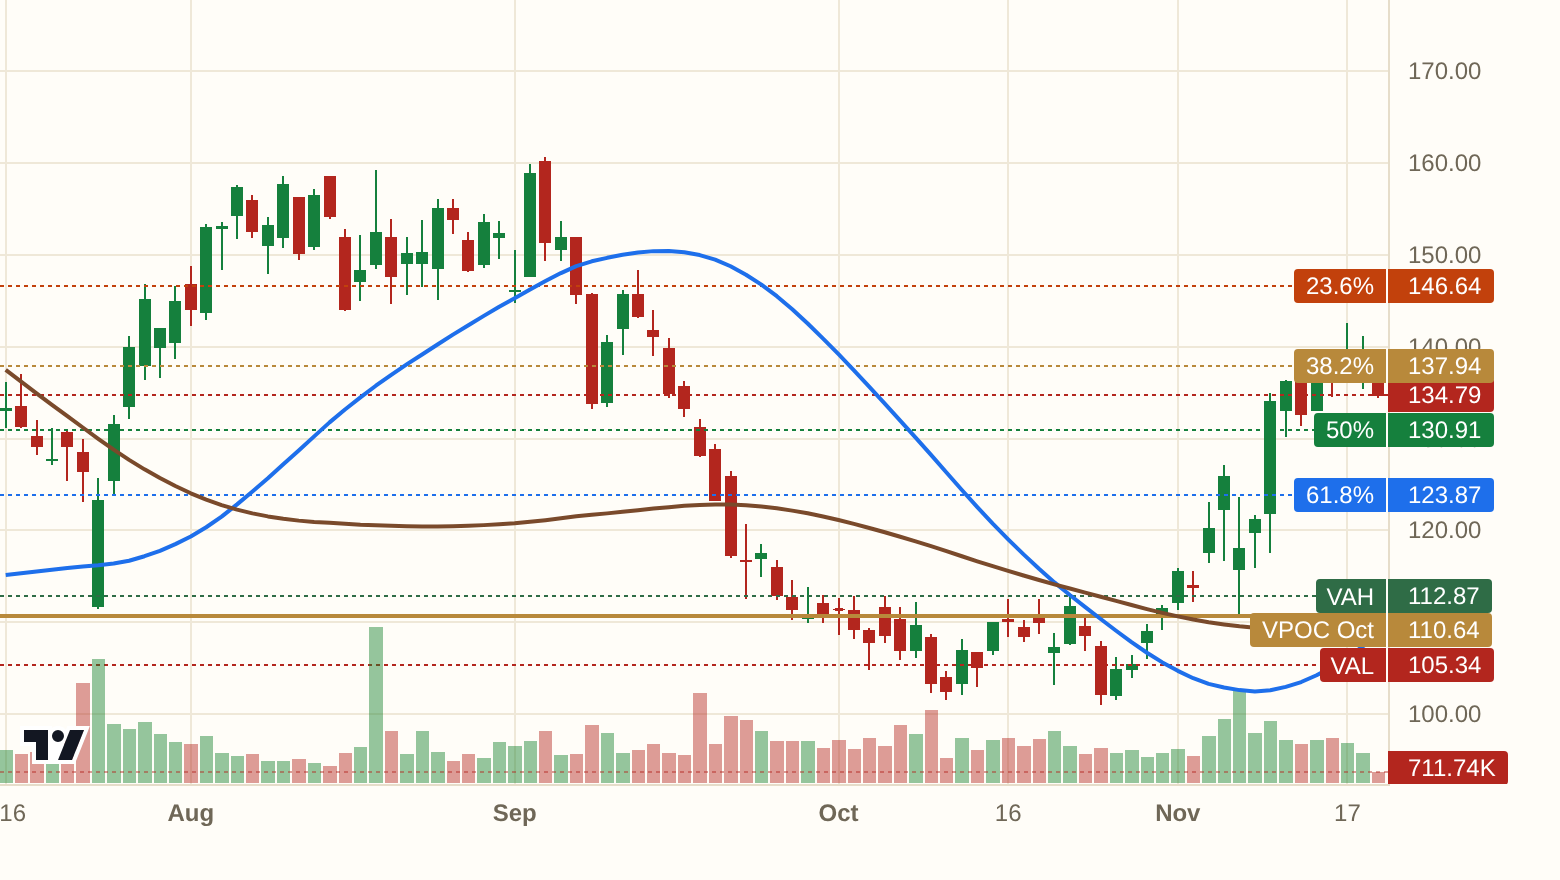 170.00
160.00
150.00
23.6% 146.64
140.00
38.2% 137.94
134.79
50% 130.91
61.8% 123.87
120.00
VAH 112.87
VPOC Oct 110.64
VAL 105.34
100.00
711.74K
16 Aug Sep Oct 16 Nov 17